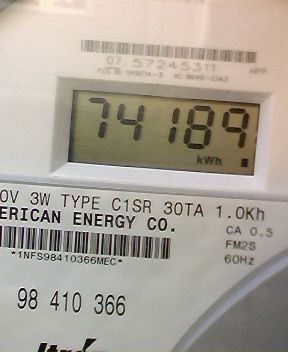 07 57245311
74189
kWh
0V 3W TYPE C1SR 30TA 1.0Kh
ERICAN ENERGY CO.
CA 0.5
FM2S
60Hz
*1NFS98410366MEC*
98 410 366
Itrón